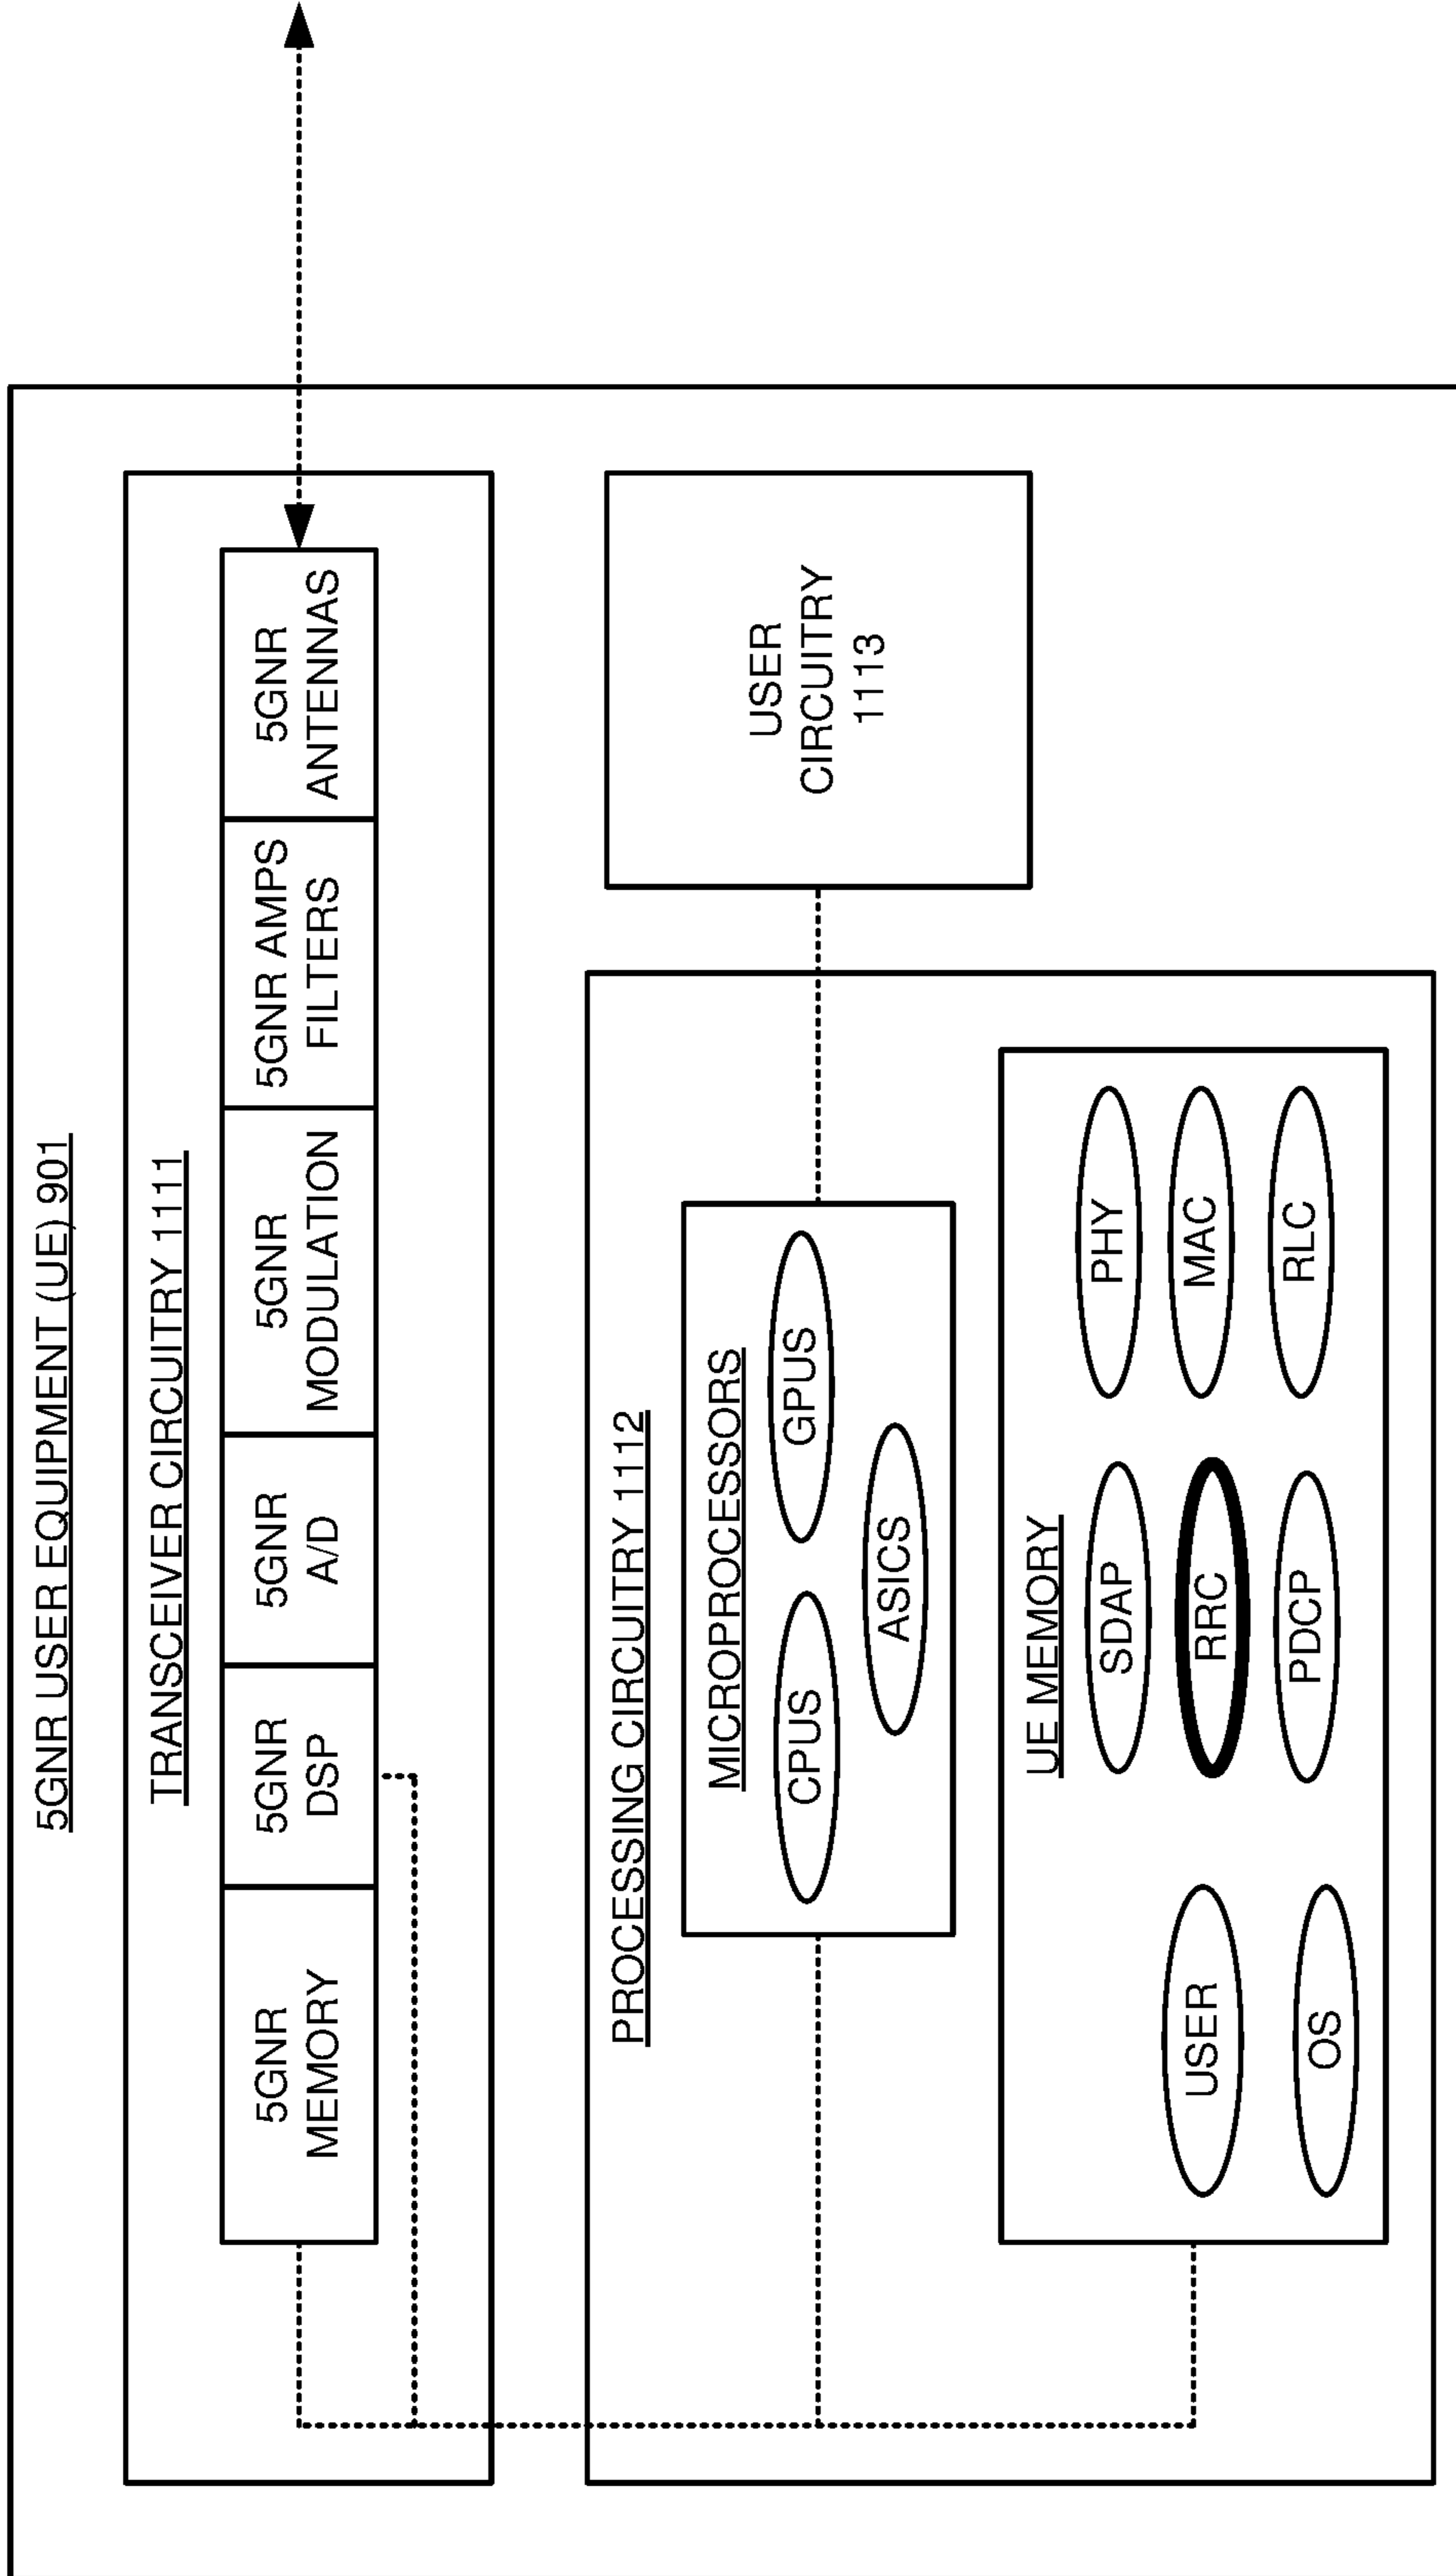 5GNR USER EQUIPMENT (UE) 901
TRANSCEIVER CIRCUITRY 1111
5GNR
MEMORY
5GNR
DSP
5GNR
A/D
5GNR
MODULATION
5GNR AMPS
FILTERS
5GNR
ANTENNAS
PROCESSING CIRCUITRY 1112
MICROPROCESSORS
CPUS
GPUS
ASICS
USER
CIRCUITRY
1113
UE MEMORY
USER
OS
SDAP
RRC
PDCP
PHY
MAC
RLC